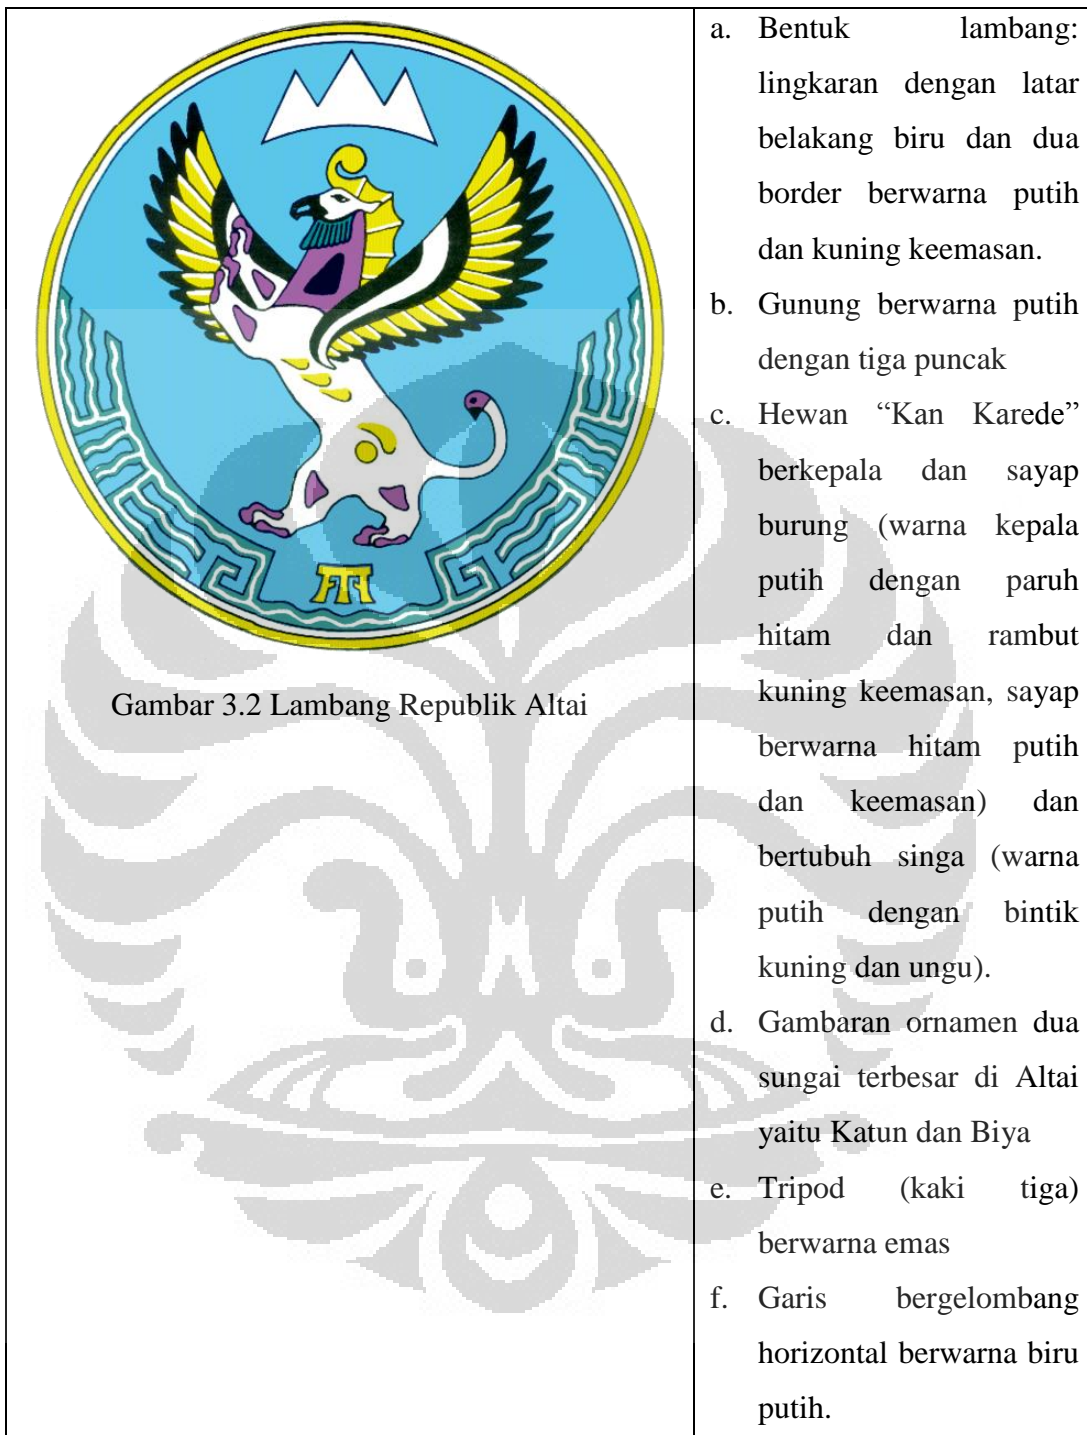 Gambar 3.2 Lambang Republik Altai
a. Bentuk lambang:
lingkaran dengan latar
belakang biru dan dua
border berwarna putih
dan kuning keemasan.
b. Gunung berwarna putih
dengan tiga puncak
c. Hewan “Kan Karede”
berkepala dan sayap
burung (warna kepala
putih dengan paruh
hitam dan rambut
kuning keemasan, sayap
berwarna hitam putih
dan keemasan) dan
bertubuh singa (warna
putih dengan bintik
kuning dan ungu).
d. Gambaran ornamen dua
sungai terbesar di Altai
yaitu Katun dan Biya
e. Tripod (kaki tiga)
berwarna emas
f. Garis bergelombang
horizontal berwarna biru
putih.